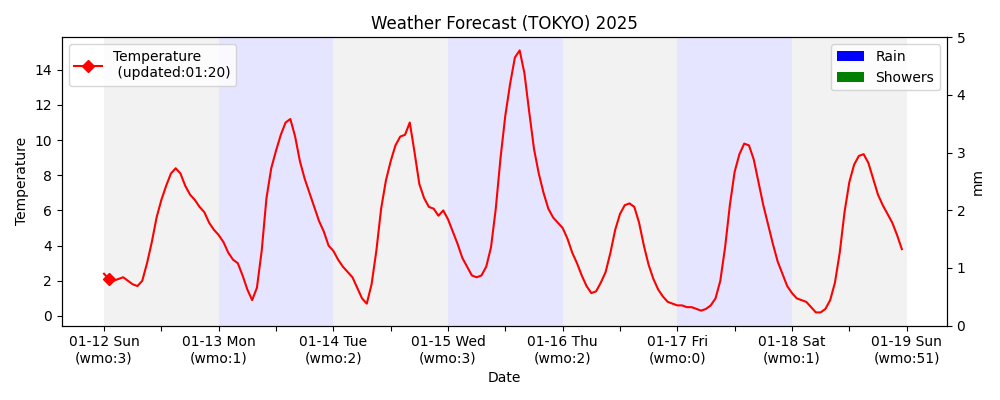 Weather Forecast (TOKYO) 2025
Temperature
(updated:01:20)
Rain
Showers
Temperature
14
12
10
8
6
4
2
0
5
4
3
2
1
0
mm
01-12 Sun
(wmo:3)
01-13 Mon
(wmo:1)
01-14 Tue
(wmo:2)
01-15 Wed
(wmo:3)
01-16 Thu
(wmo:2)
01-17 Fri
(wmo:0)
01-18 Sat
(wmo:1)
01-19 Sun
(wmo:51)
Date